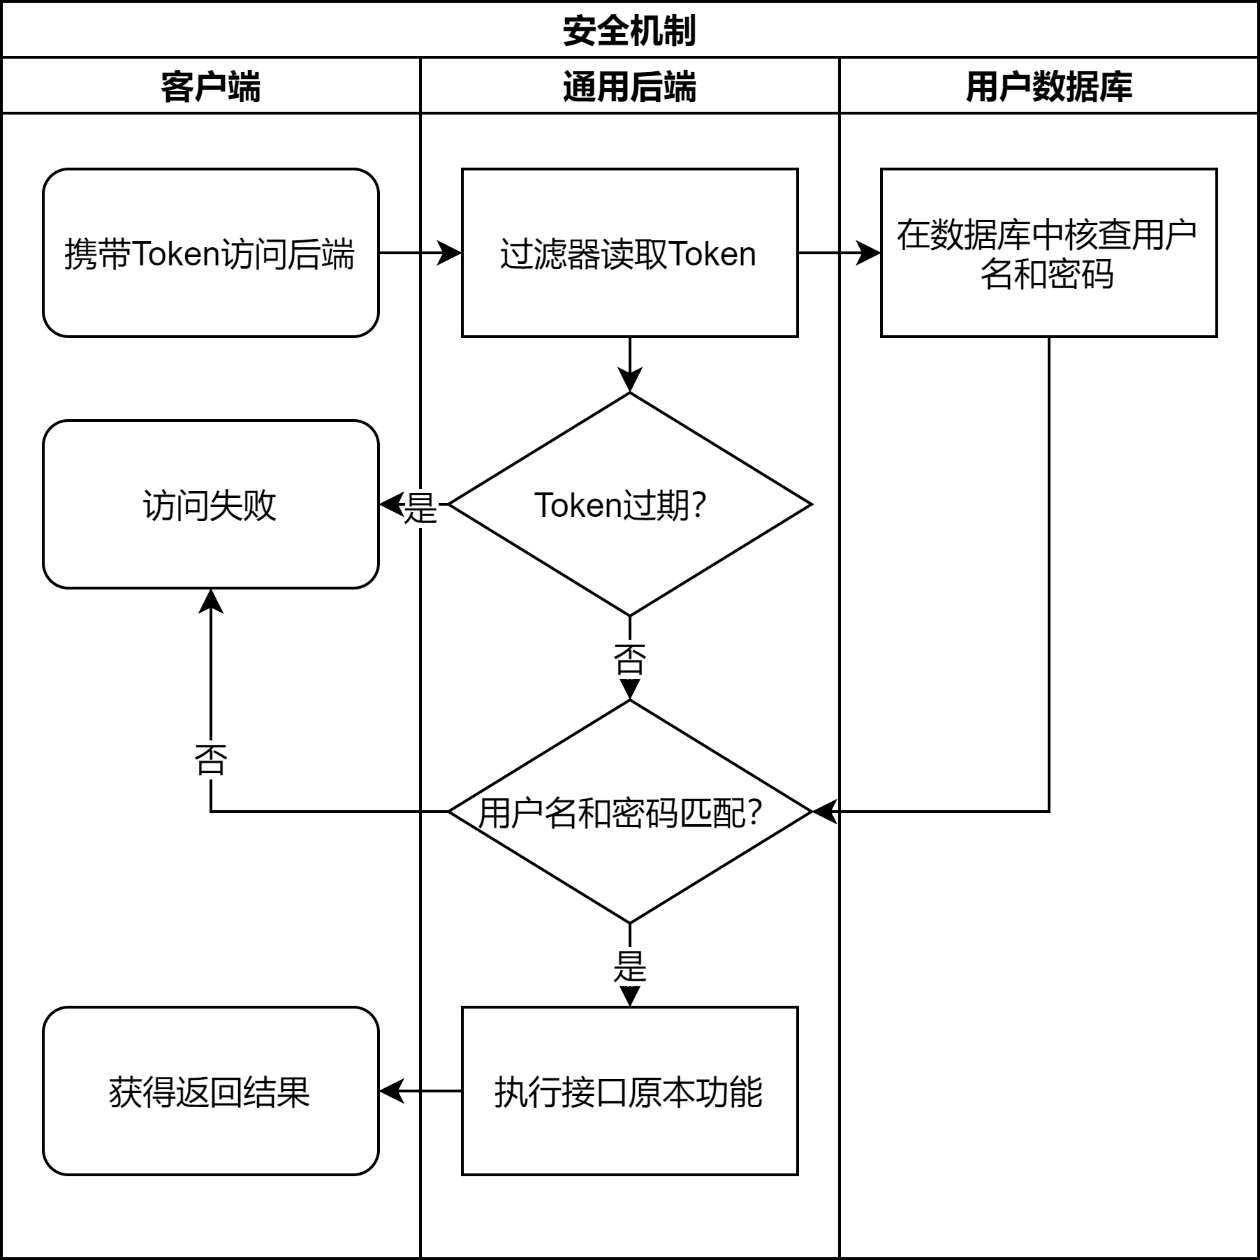 安全机制
客户端
通用后端
用户数据库
携带Token访问后端
过滤器读取Token
在数据库中核查用户
名和密码
访问失败
是
Token过期？
否
否
用户名和密码匹配？
是
获得返回结果
执行接口原本功能